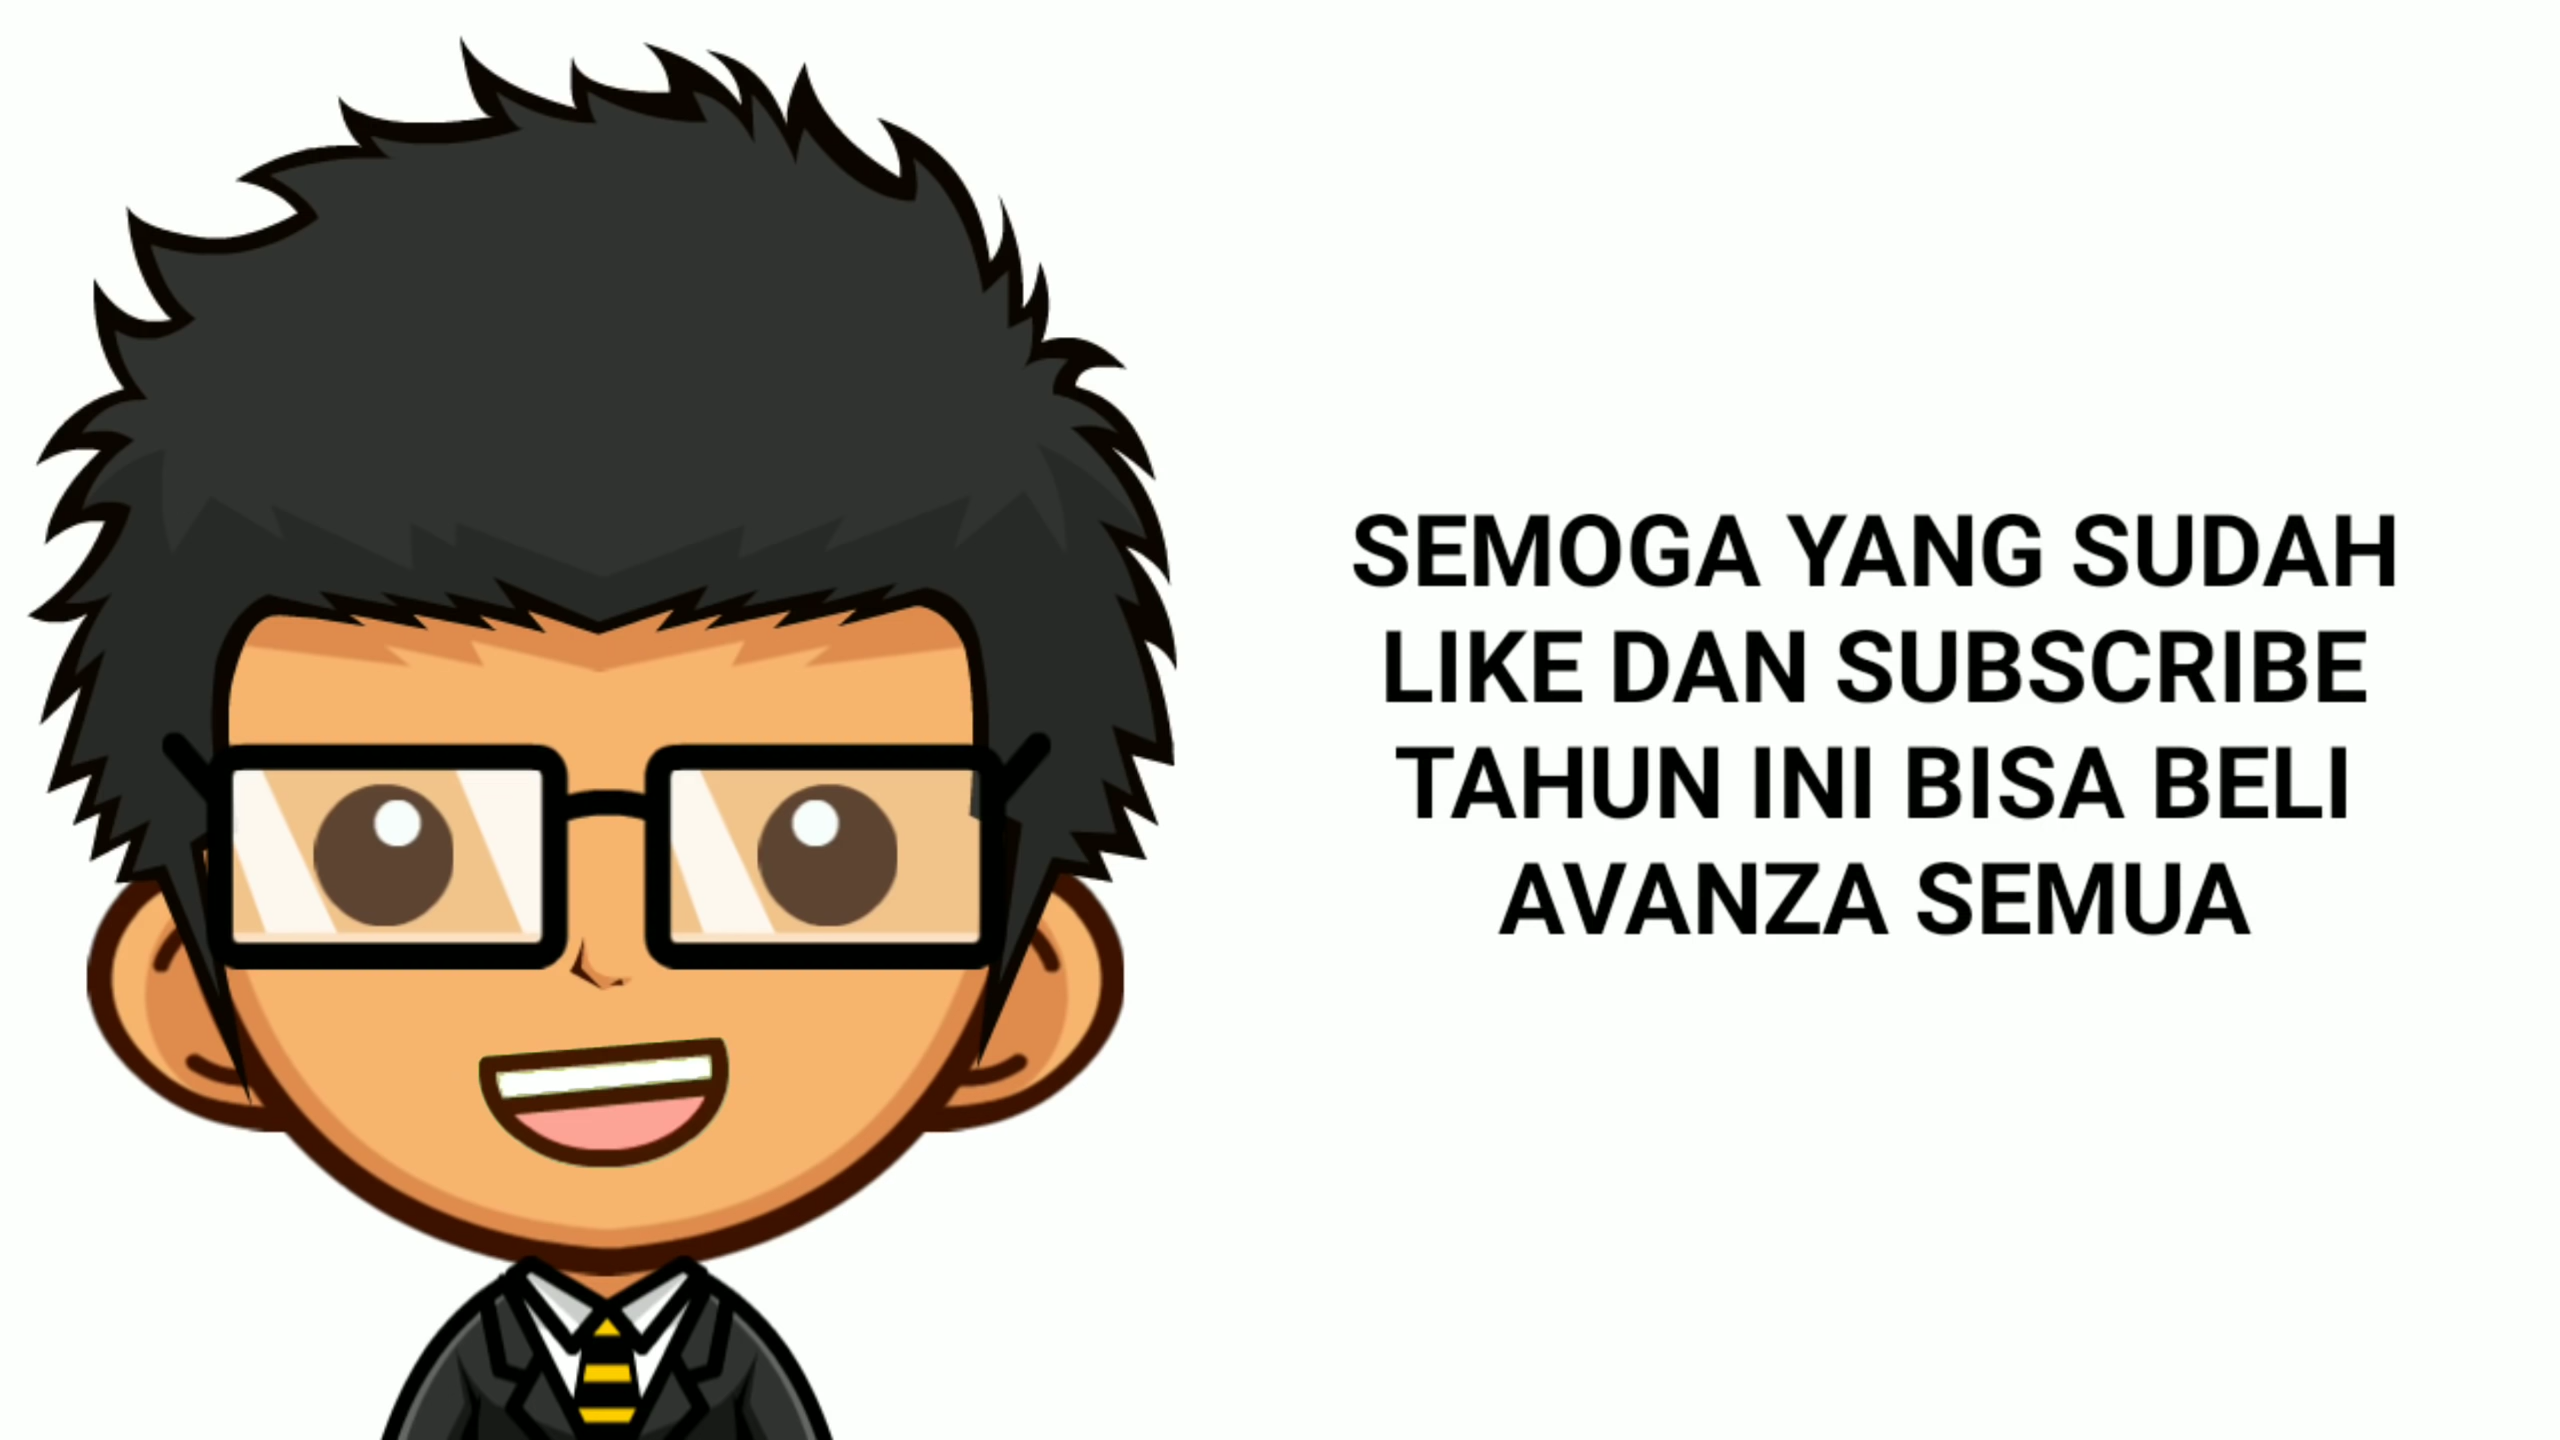 SEMOGA YANG SUDAH
LIKE DAN SUBSCRIBE
TAHUN INI BISA BELI
AVANZA SEMUA